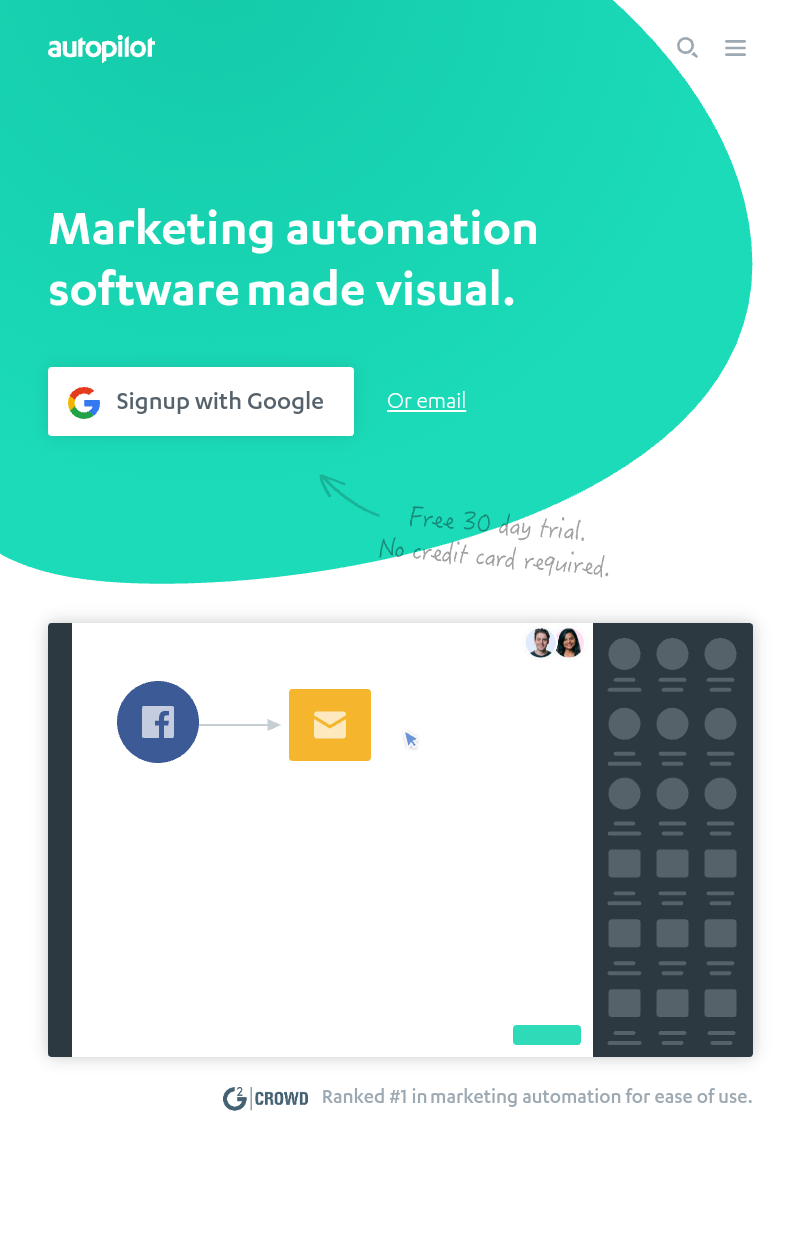 autopilot
Marketing automation
software made visual.
Signup with Google
Or email
Free 30 day trial.
No credit card required.
G2 CROWD
Ranked #1 in marketing automation for ease of use.